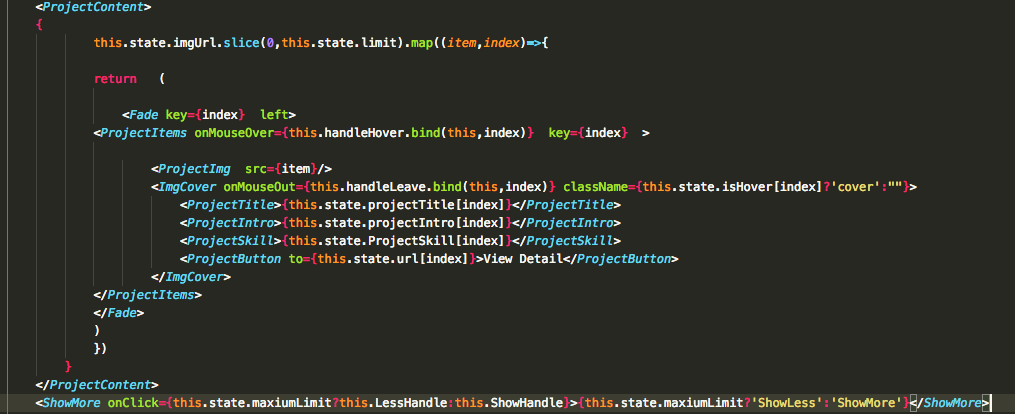 <ProjectContent>
{
this.state.imgUrl.slice(0,this.state.limit).map((item,index)=>{
return   (
<Fade key={index}  left>
<ProjectItems onMouseOver={this.handleHover.bind(this,index)}  key={index}  >
<ProjectImg  src={item}/>
<ImgCover onMouseOut={this.handleLeave.bind(this,index)} className={this.state.isHover[index]?'cover':""}>
<ProjectTitle>{this.state.projectTitle[index]}</ProjectTitle>
<ProjectIntro>{this.state.projectIntro[index]}</ProjectIntro>
<ProjectSkill>{this.state.ProjectSkill[index]}</ProjectSkill>
<ProjectButton to={this.state.url[index]}>View Detail</ProjectButton>
</ImgCover>
</ProjectItems>
</Fade>
)
})
}
</ProjectContent>
<ShowMore onClick={this.state.maxiumLimit?this.LessHandle:this.ShowHandle}>{this.state.maxiumLimit?'ShowLess':'ShowMore'}</ShowMore>